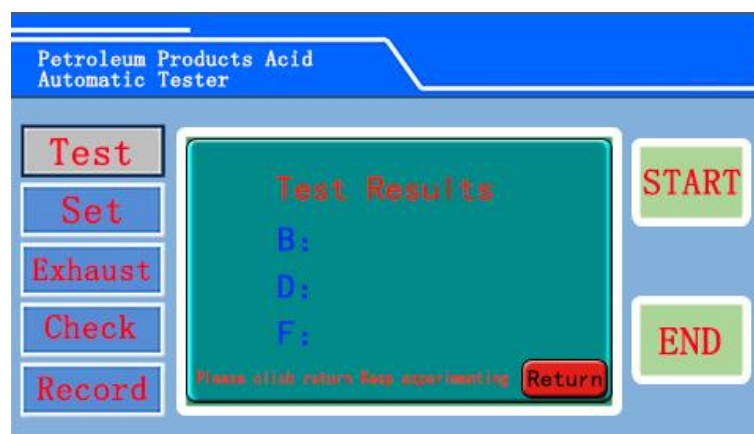 Petroleum Products Acid
Automatic Tester
Test
Set
Exhaust
Check
Record
Test Results
B:
D:
F:
Please clish return Keep experimenting
Return
START
END